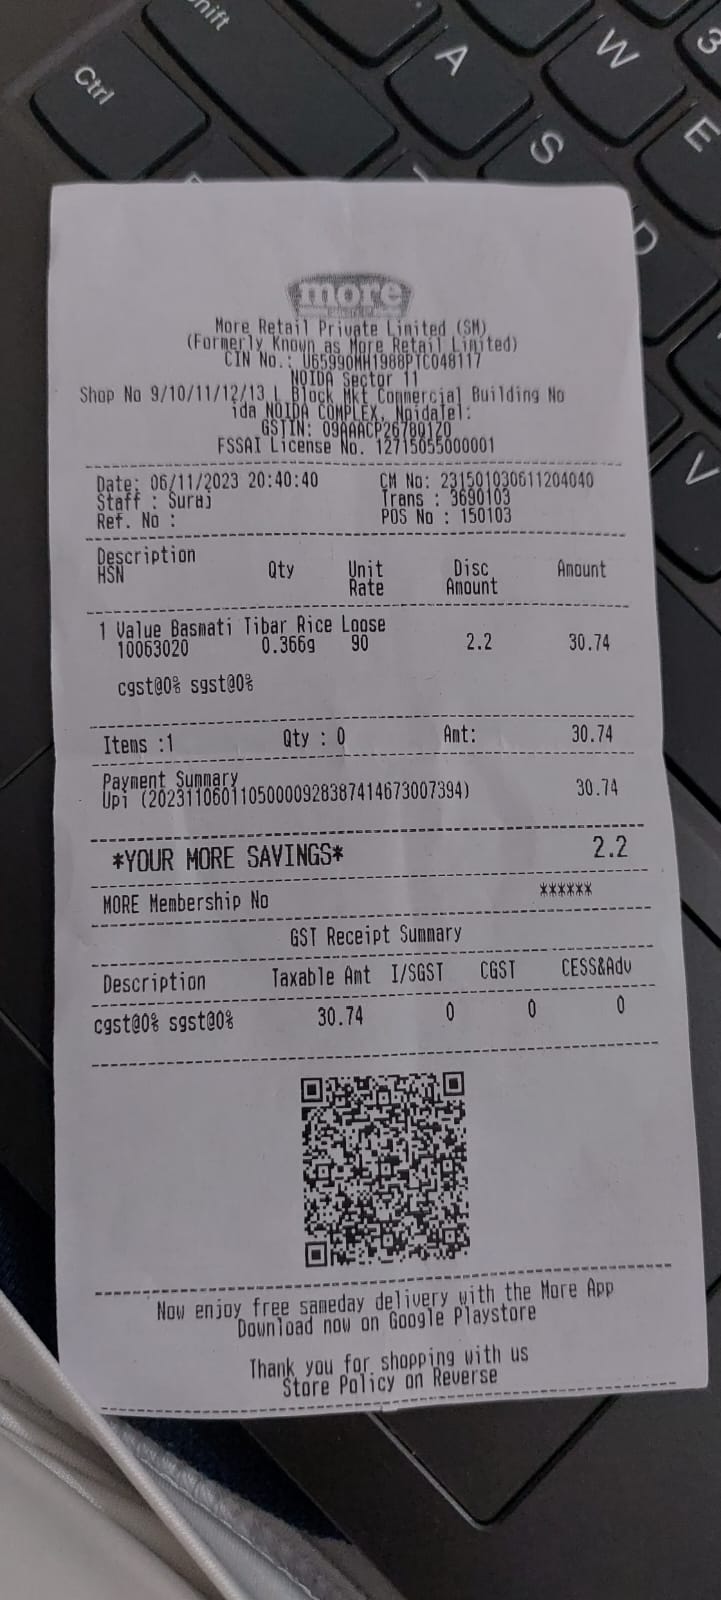 Ctrl
Shift
A
W
3
S
E
D
V
more
More Retail Private Limited (SM)
(Formerly Known as More Retail Limited)
CIN No.: U65990MH1988PTC048117
NOIDA Sector 11
Shop No 9/10/11/12/13 L Block Mkt Commercial Building No
ida NOIDA COMPLEX, NoidaTel:
GSTIN: 09AAACP2678Q1ZO
FSSAI License No. 12715055000001
Date: 06/11/2023 20:40:40 CM No: 231501030611204040
Staff : Suraj Trans : 3690103
Ref. No : POS No : 150103
Description Qty Unit Disc Amount
HSN Rate Amount
1 Value Basmati Tibar Rice Loose
10063020 0.366g 90 2.2 30.74
cgst@0% sgst@0%
Items :1 Qty : 0 Amt: 30.74
Payment Summary
Upi (20231106011050000928387414673007394) 30.74
*YOUR MORE SAVINGS* 2.2
MORE Membership No ******
GST Receipt Summary
Description Taxable Amt I/SGST CGST CESS&Adv
cgst@0% sgst@0% 30.74 0 0 0
Now enjoy free sameday delivery with the More App
Download now on Google Playstore
Thank you for shopping with us
Store Policy on Reverse